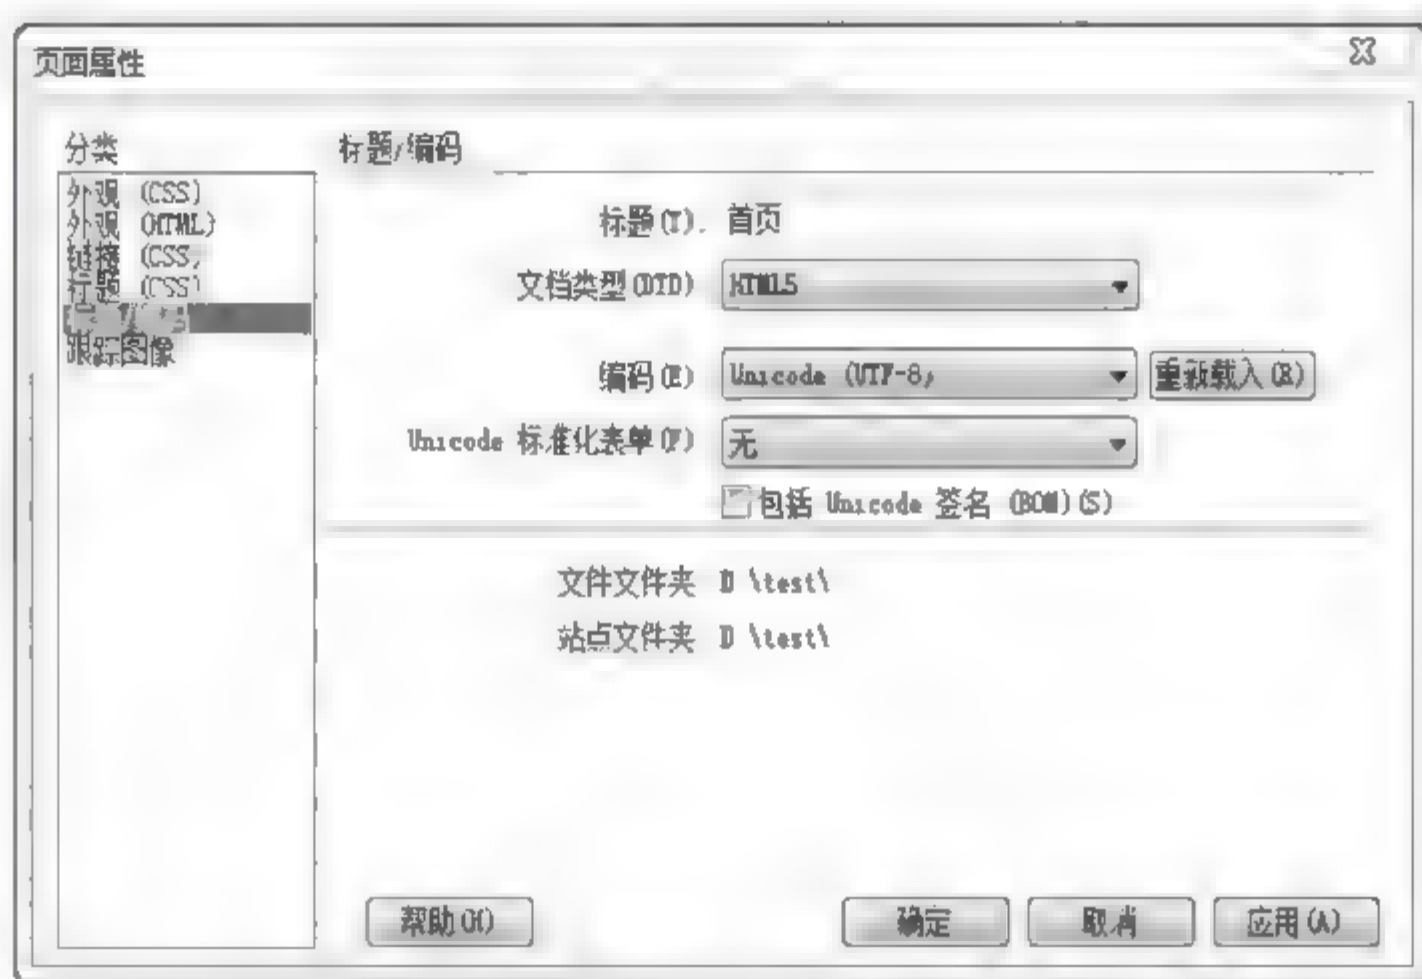 页面属性
分类
外观 (CSS)
外观 (HTML)
链接 (CSS)
标题 (CSS)
跟踪图像
标题/编码
标题(T): 首页
文档类型(DTD) HTML5
编码(E) Unicode (UTF-8) 重新载入(R)
Unicode 标准化表单(F) 无
包括 Unicode 签名 (BOM)(S)
文件文件夹 D \test\
站点文件夹 D \test\
帮助(H) 确定 取消 应用(A)